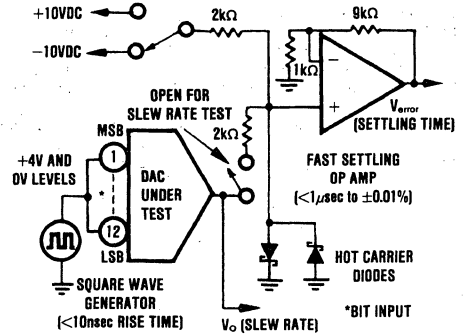 +10VDC
-10VDC
2kΩ
9kΩ
1kΩ
-
+
OPEN FOR
SLEW RATE TEST
2kΩ
V error
(SETTLING TIME)
MSB
1
+4V AND
0V LEVELS
*
DAC
UNDER
TEST
12
LSB
FAST SETTLING
OP AMP
(<1µsec to ±0.01%)
HOT CARRIER
DIODES
SQUARE WAVE
GENERATOR
(<10nsec RISE TIME)
VO (SLEW RATE)
*BIT INPUT